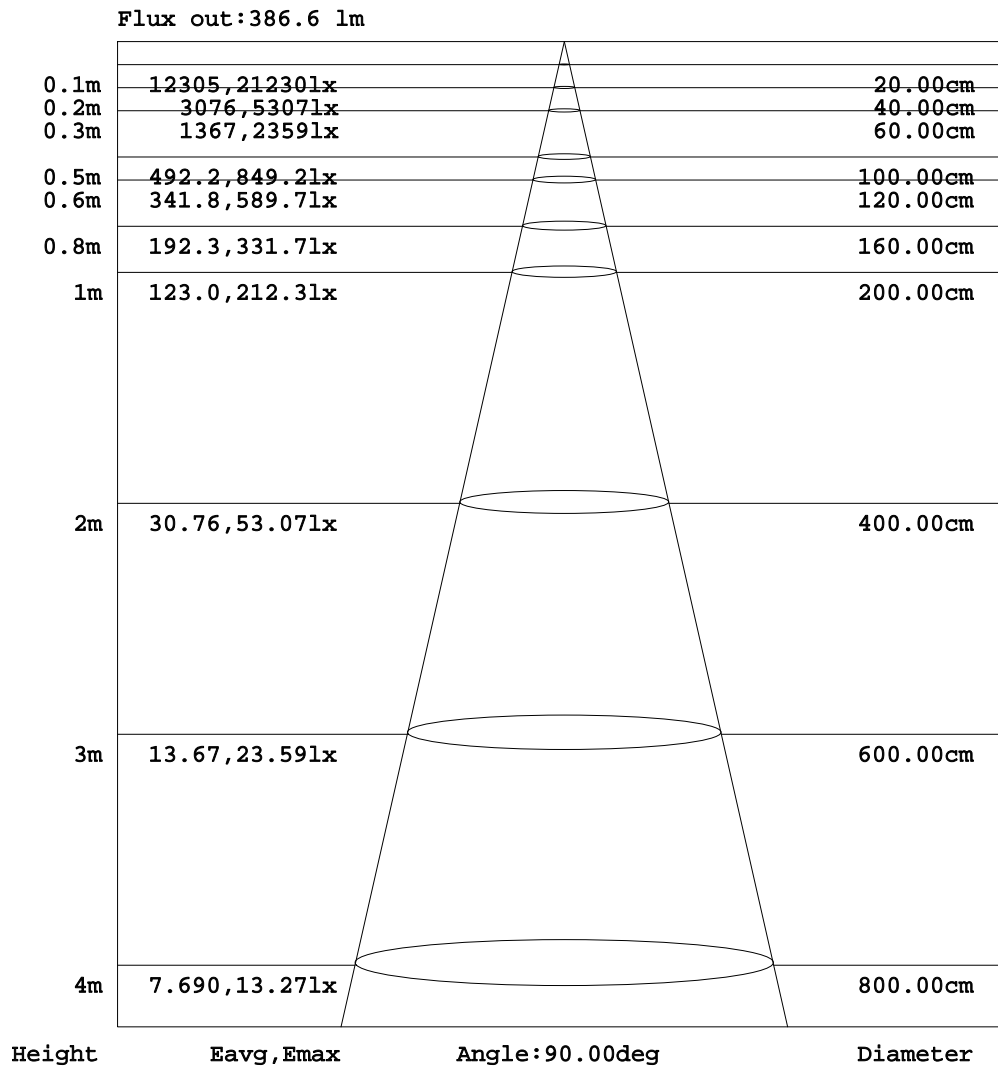 Flux out:386.6 lm
0.1m 12305,21230lx 20.00cm
0.2m 3076,5307lx 40.00cm
0.3m 1367,2359lx 60.00cm
0.5m 492.2,849.2lx 100.00cm
0.6m 341.8,589.7lx 120.00cm
0.8m 192.3,331.7lx 160.00cm
1m 123.0,212.3lx 200.00cm
2m 30.76,53.07lx 400.00cm
3m 13.67,23.59lx 600.00cm
4m 7.690,13.27lx 800.00cm
Height Eavg,Emax Angle:90.00deg Diameter